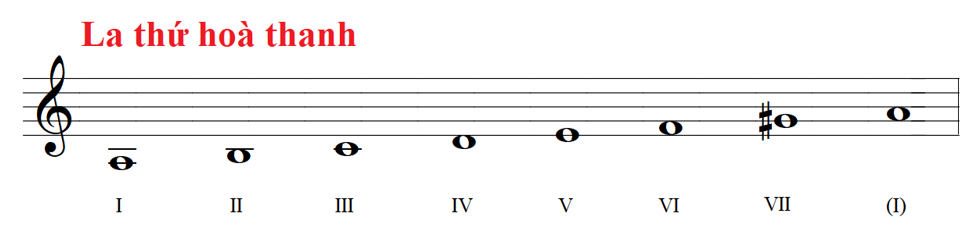 La thứ hoà thanh
I II III IV V VI VII (I)